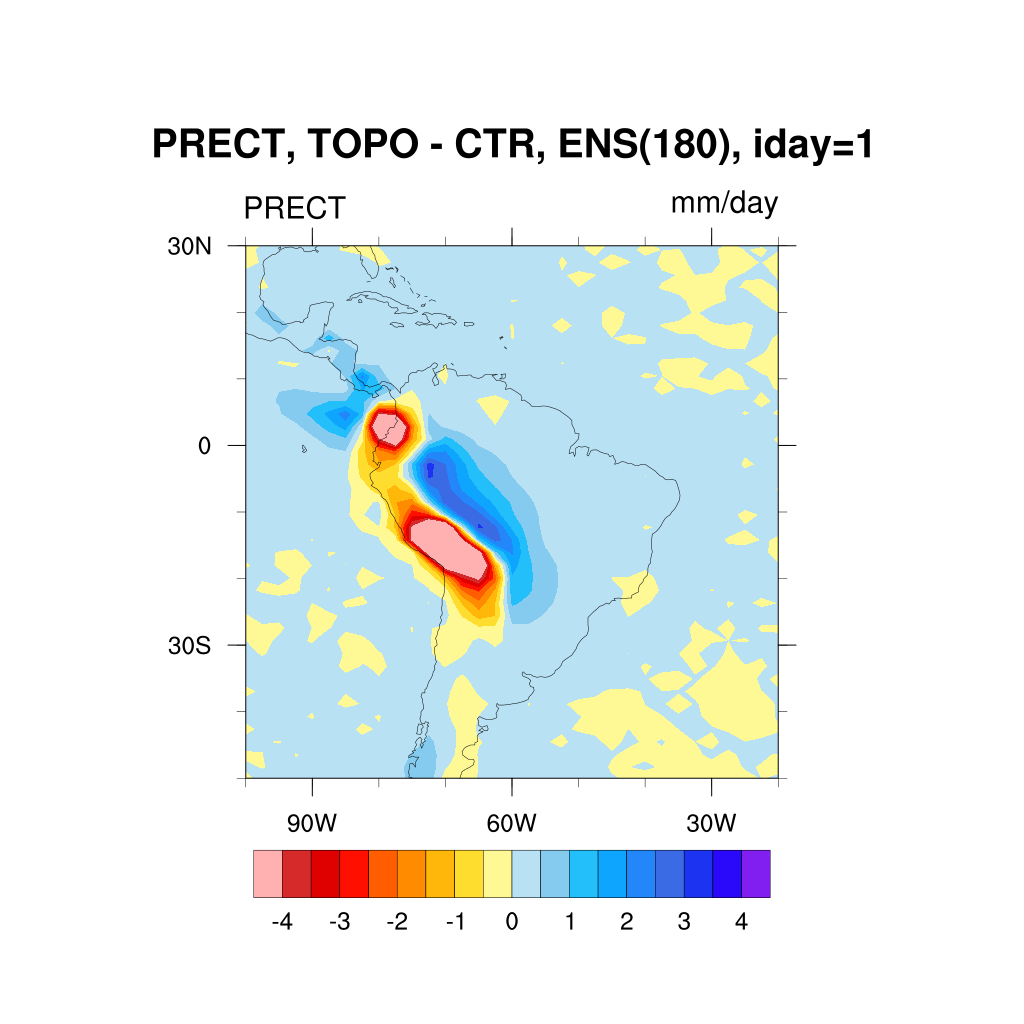 PRECT, TOPO - CTR, ENS(180), iday=1
PRECT mm/day
30N
0
30S
90W 60W 30W
-4 -3 -2 -1 0 1 2 3 4